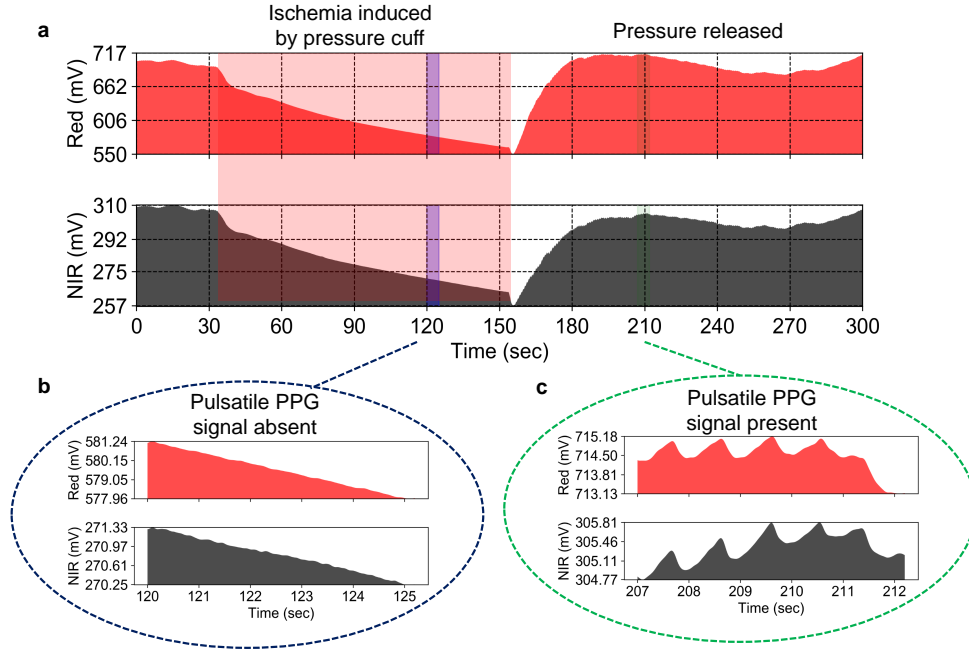 a
Ischemia induced
by pressure cuff
Pressure released
Red (mV)
717
662
606
550
NIR (mV)
310
292
275
257
0 30 60 90 120 150 180 210 240 270 300
Time (sec)
b
Pulsatile PPG
signal absent
Red (mV)
581.24
580.15
579.05
577.96
NIR (mV)
271.33
270.97
270.61
270.25
120 121 122 123 124 125
Time (sec)
c
Pulsatile PPG
signal present
Red (mV)
715.18
714.50
713.81
713.13
NIR (mV)
305.81
305.46
305.11
304.77
207 208 209 210 211 212
Time (sec)